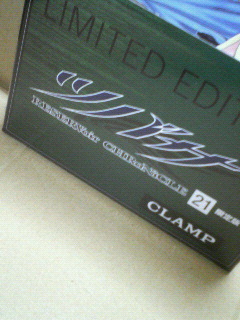 LIMITED EDIT
ツバサ
RESERVoir CHRoNiCLE
21 限定版
CLAMP